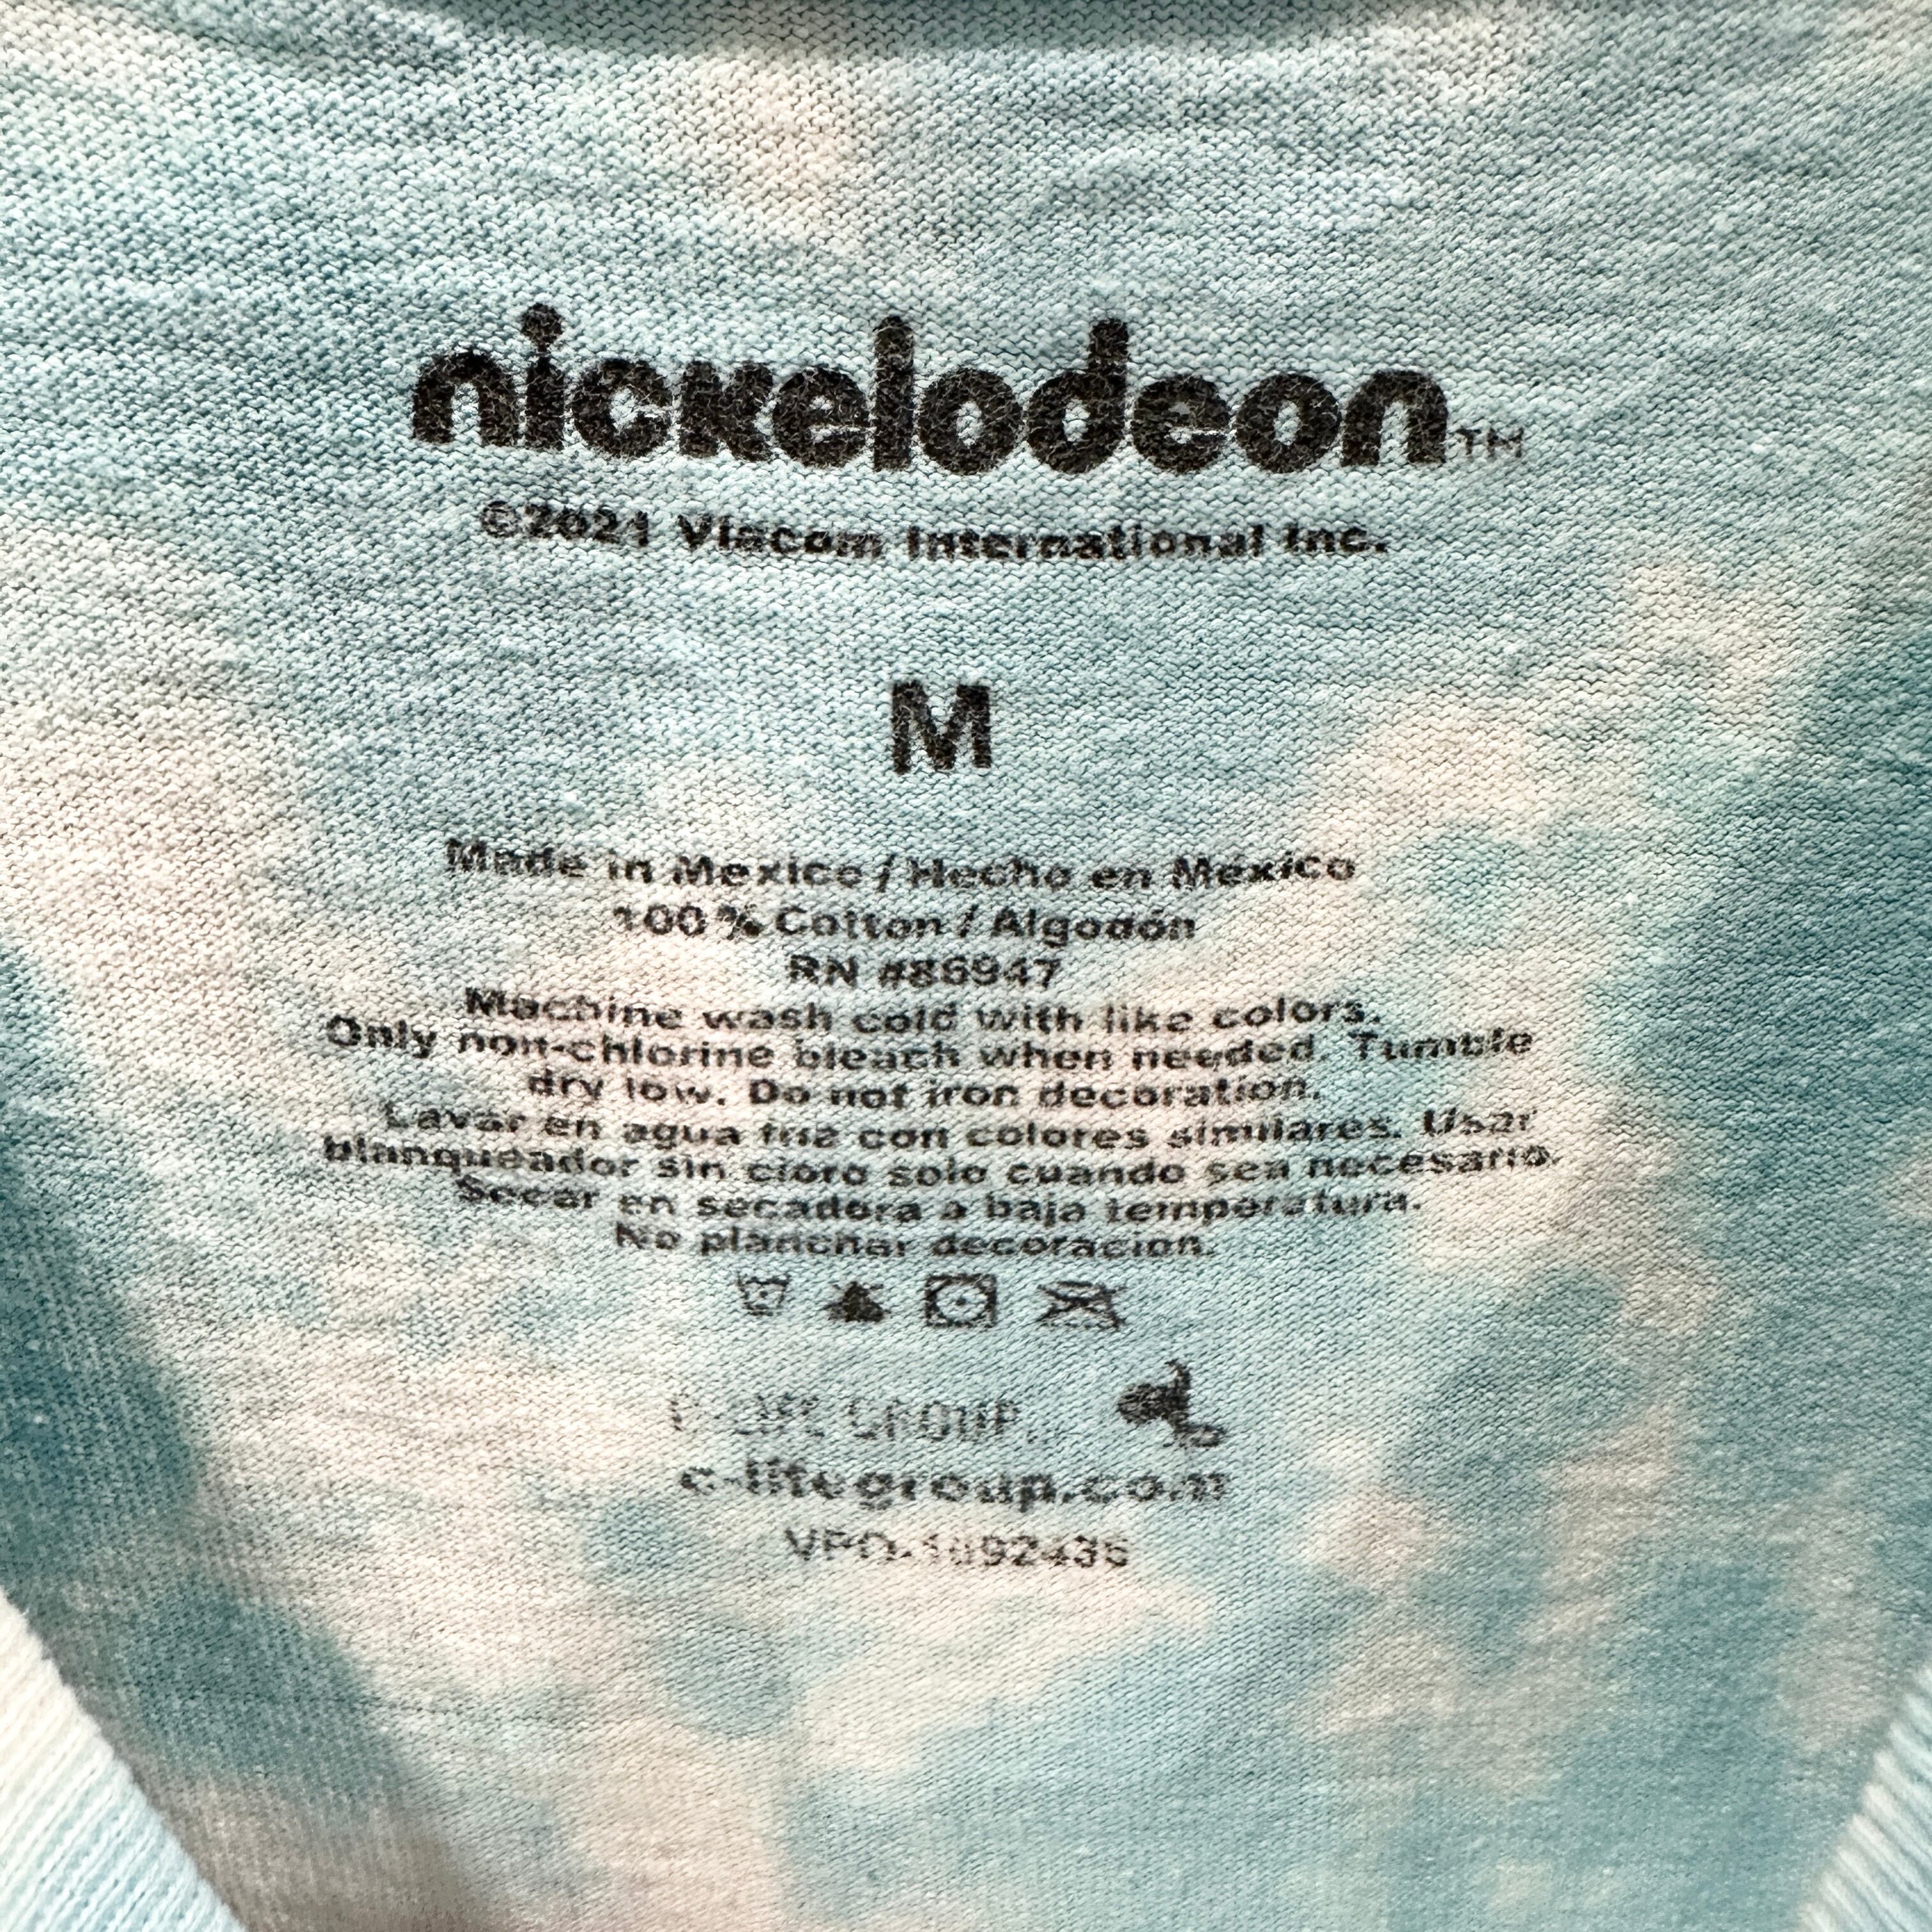 nickelodeon™
©2021 Viacom International Inc.
M
Made in Mexico / Hecho en México
100% Cotton / Algodón
RN #86947
Machine wash cold with like colors.
Only non-chlorine bleach when needed. Tumble
dry low. Do not iron decoration.
Lavar en agua fria con colores similares. Usar
blanqueador sin cloro solo cuando sea necesario.
Secar en secadora a baja temperatura.
No planchar decoracion.
C-LIFE GROUP
c-lifegroup.com